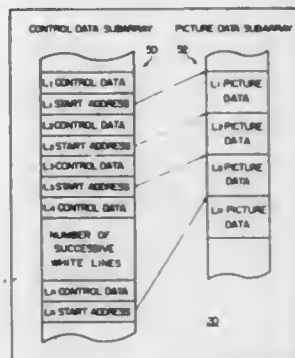 CONTROL DATA SUBARRAY
PICTURE DATA SUBARRAY
50
52
L1 CONTROL DATA
L1 START ADDRESS
L2 CONTROL DATA
L2 START ADDRESS
L3 CONTROL DATA
L3 START ADDRESS
L4 CONTROL DATA
NUMBER OF
SUCCESSIVE
WHITE LINES
Ln CONTROL DATA
Ln START ADDRESS
L1 PICTURE
DATA
L2 PICTURE
DATA
L3 PICTURE
DATA
Ln PICTURE
DATA